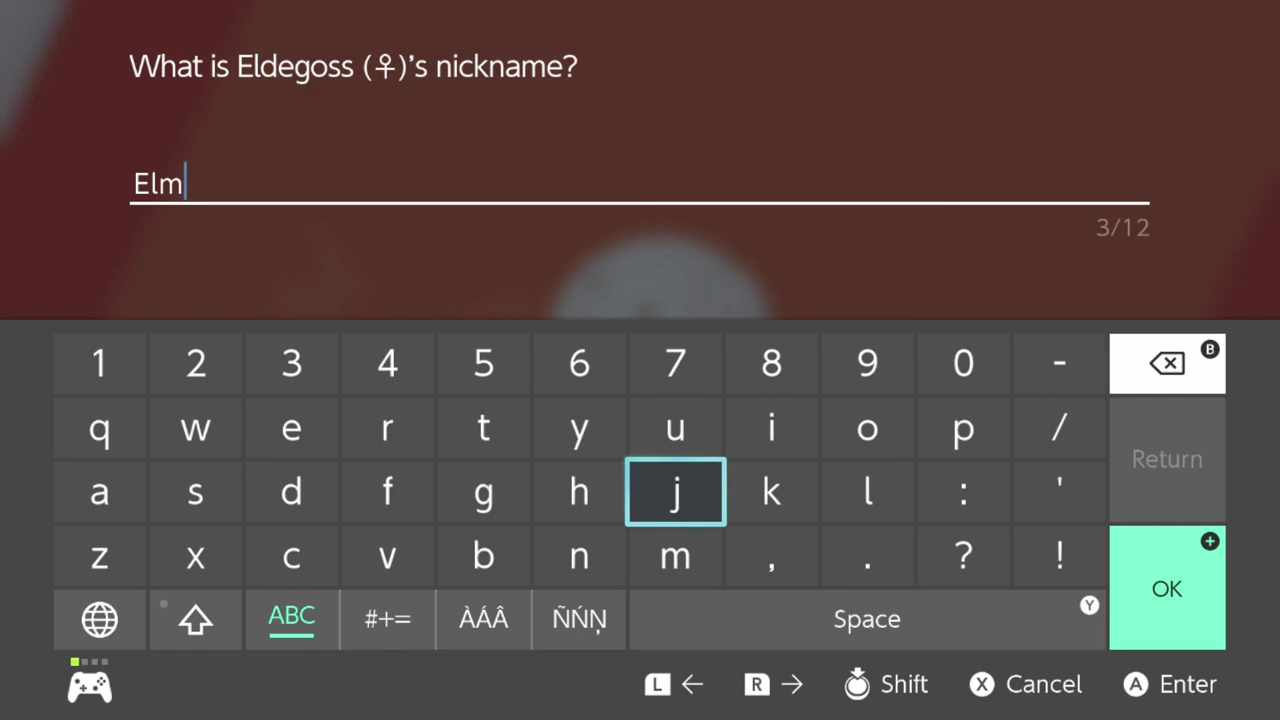 What is Eldegoss (♀)'s nickname?
Elm
3/12
1 2 3 4 5 6 7 8 9 0 - B
q w e r t y u i o p / Return
a s d f g h j k l : '
z x c v b n m , . ? ! + OK
ABC #+= ÀÁÂ ÑŃŅ Space Y
L ← R → Shift X Cancel A Enter